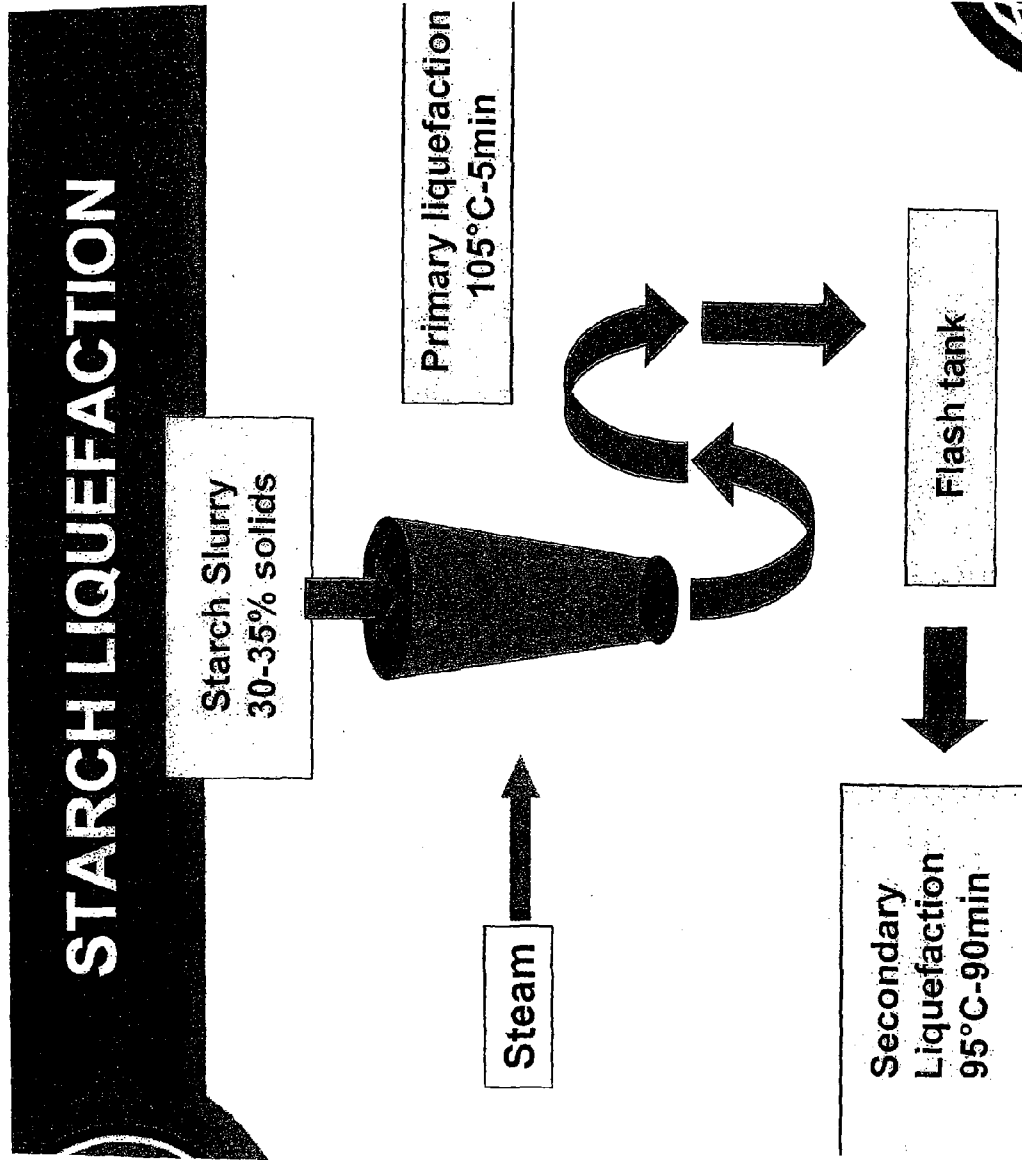 STARCH LIQUEFACTION
Starch Slurry
30-35% solids
Steam
Primary liquefaction
105°C-5min
Flash tank
Secondary
Liquefaction
95°C-90min